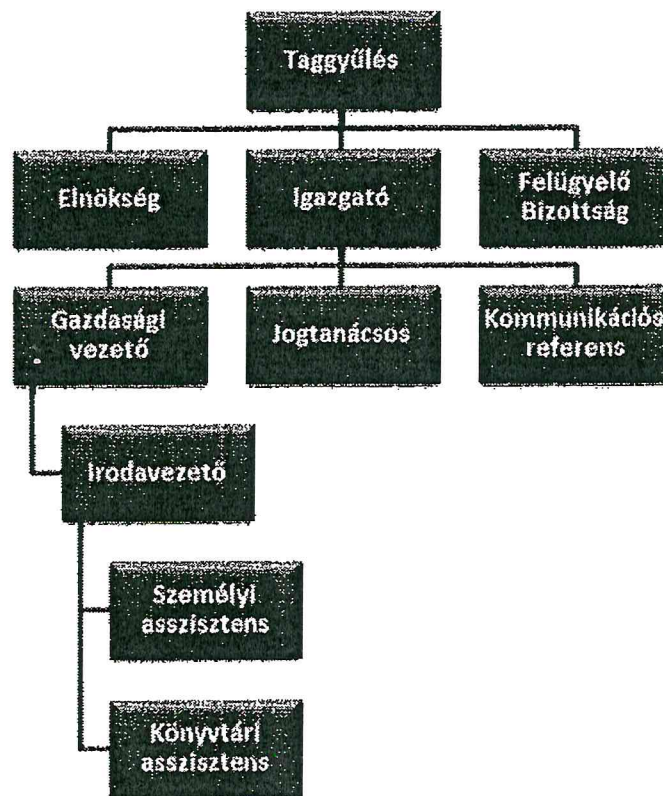 Taggyűlés
Elnökség
Igazgató
Felügyelő
Bizottság
Gazdasági
vezető
Jogtanácsos
Kommunikációs
referens
Irodavezető
Személyi
asszisztens
Könyvtári
asszisztens